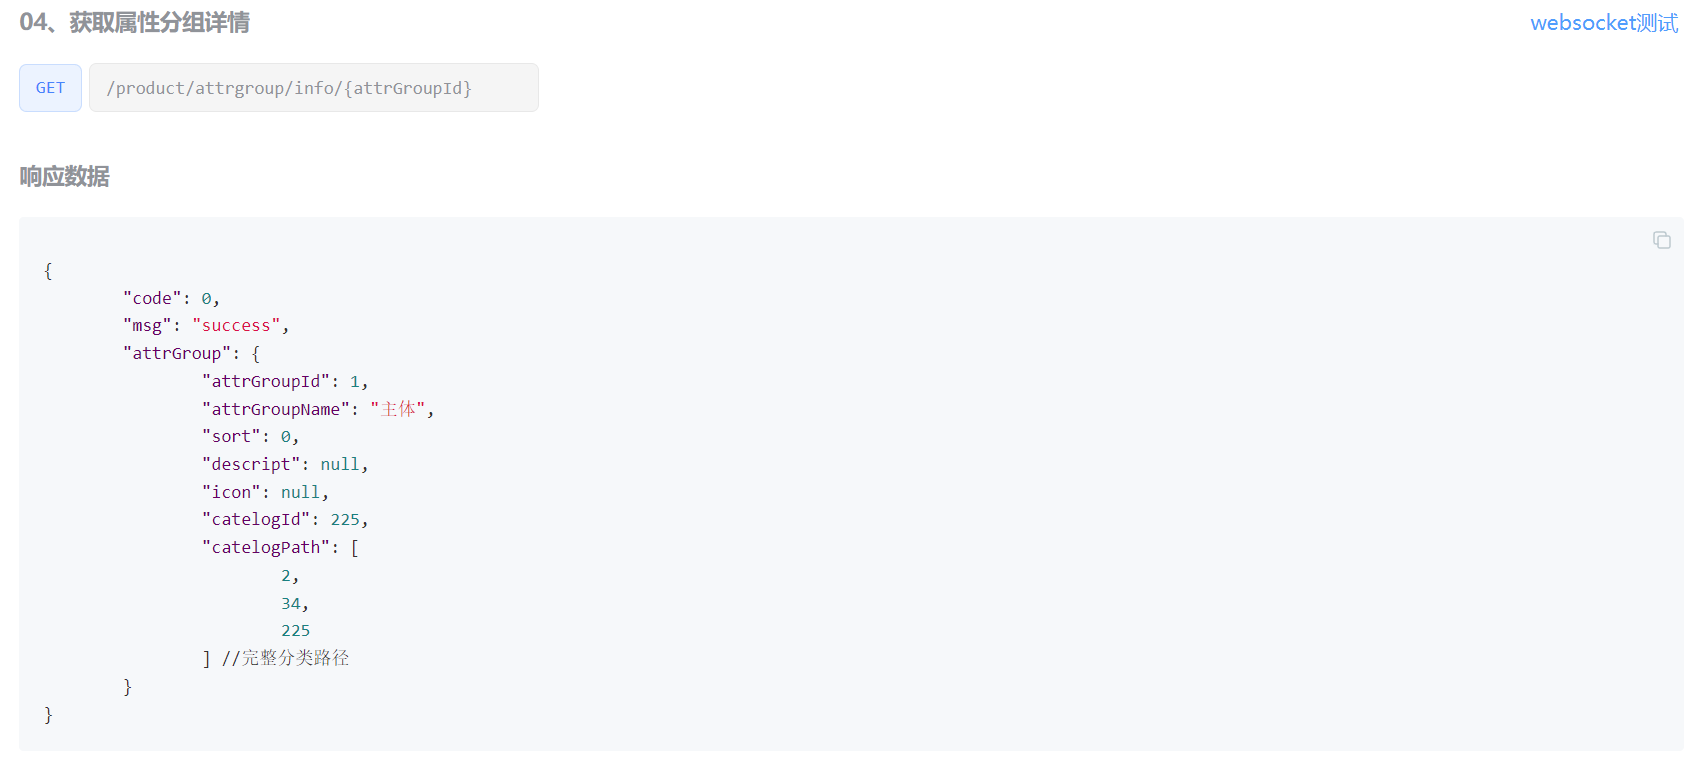 04、获取属性分组详情
websocket测试
GET /product/attrgroup/info/{attrGroupId}
响应数据
{
"code": 0,
"msg": "success",
"attrGroup": {
"attrGroupId": 1,
"attrGroupName": "主体",
"sort": 0,
"descript": null,
"icon": null,
"catelogId": 225,
"catelogPath": [
2,
34,
225
] //完整分类路径
}
}